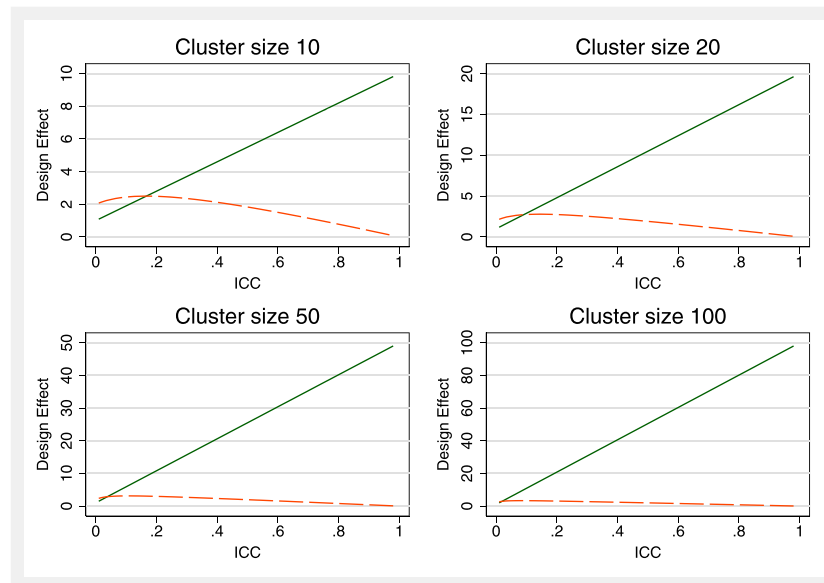 Cluster size 10
Design Effect
10
8
6
4
2
0
0 .2 .4 .6 .8 1
ICC
Cluster size 20
Design Effect
20
15
10
5
0
0 .2 .4 .6 .8 1
ICC
Cluster size 50
Design Effect
50
40
30
20
10
0
0 .2 .4 .6 .8 1
ICC
Cluster size 100
Design Effect
100
80
60
40
20
0
0 .2 .4 .6 .8 1
ICC